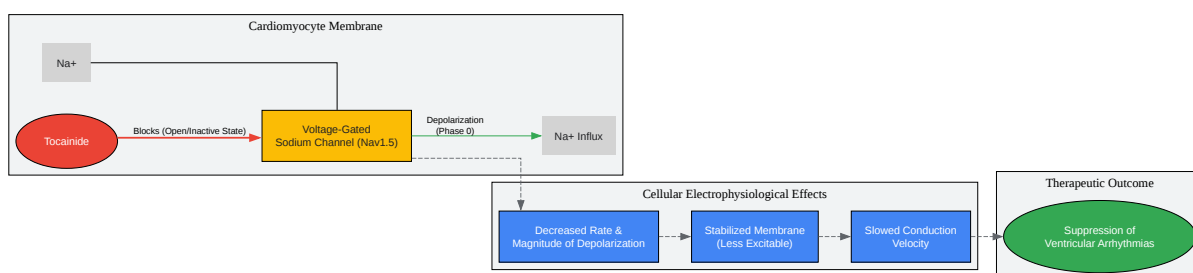 Cardiomyocyte Membrane
Na+
Tocainide
Blocks (Open/Inactive State)
Voltage-Gated
Sodium Channel (Nav1.5)
Depolarization
(Phase 0)
Na+ Influx
Cellular Electrophysiological Effects
Decreased Rate &
Magnitude of Depolarization
Stabilized Membrane
(Less Excitable)
Slowed Conduction
Velocity
Therapeutic Outcome
Suppression of
Ventricular Arrhythmias